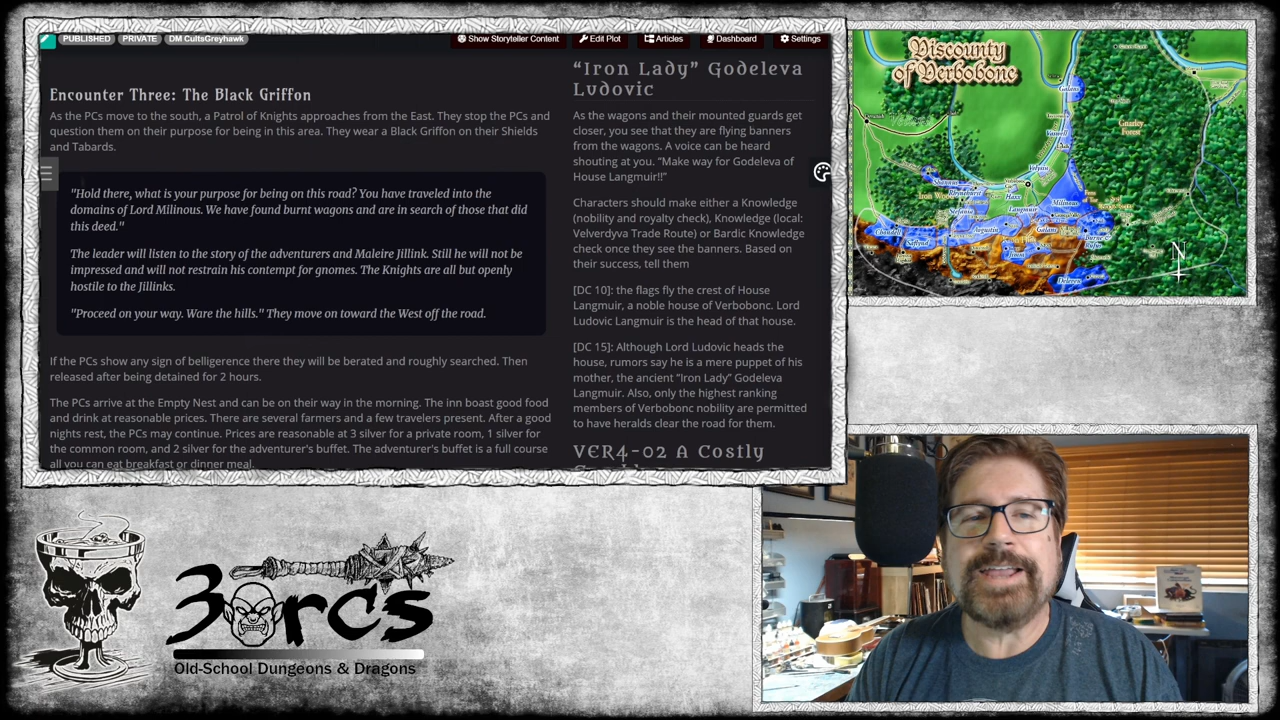 PUBLISHED
PRIVATE
DM CultsGreyhawk
Show Storyteller Content
Edit Plot
Articles
Dashboard
Settings
Encounter Three: The Black Griffon
As the PCs move to the south, a Patrol of Knights approaches from the East. They stop the PCs and
question them on their purpose for being in this area. They wear a Black Griffon on their Shields
and Tabards.
"Hold there, what is your purpose for being on this road? You have traveled into the
domains of Lord Milinous. We have found burnt wagons and are in search of those that did
this deed."
The leader will listen to the story of the adventurers and Maleire Jillink. Still he will not be
impressed and will not restrain his contempt for gnomes. The Knights are all but openly
hostile to the Jillinks.
"Proceed on your way. Ware the hills." They move on toward the West off the road.
If the PCs show any sign of belligerence there they will be berated and roughly searched. Then
released after being detained for 2 hours.
The PCs arrive at the Empty Nest and can be on their way in the morning. The inn boast good food
and drink at reasonable prices. There are several farmers and a few travelers present. After a good
nights rest, the PCs may continue. Prices are reasonable at 3 silver for a private room, 1 silver for
the common room, and 2 silver for the adventurer's buffet. The adventurer's buffet is a full course
all you can eat breakfast or dinner meal.
“Iron Lady” Godeleva
Ludovic
As the wagons and their mounted guards get
closer, you see that they are flying banners
from the wagons. A voice can be heard
shouting at you. “Make way for Godeleva of
House Langmuir!!”
Characters should make either a Knowledge
(nobility and royalty check), Knowledge (local:
Velverdyva Trade Route) or Bardic Knowledge
check once they see the banners. Based on
their success, tell them
[DC 10]: the flags fly the crest of House
Langmuir, a noble house of Verbobonc. Lord
Ludovic Langmuir is the head of that house.
[DC 15]: Although Lord Ludovic heads the
house, rumors say he is a mere puppet of his
mother, the ancient “Iron Lady” Godeleva
Langmuir. Also, only the highest ranking
members of Verbobonc nobility are permitted
to have heralds clear the road for them.
VER4-02 A Costly
Viscounty
of Verbobonc
Gnarley
Forest
Langmuir
N
3 orcs
Old-School Dungeons & Dragons